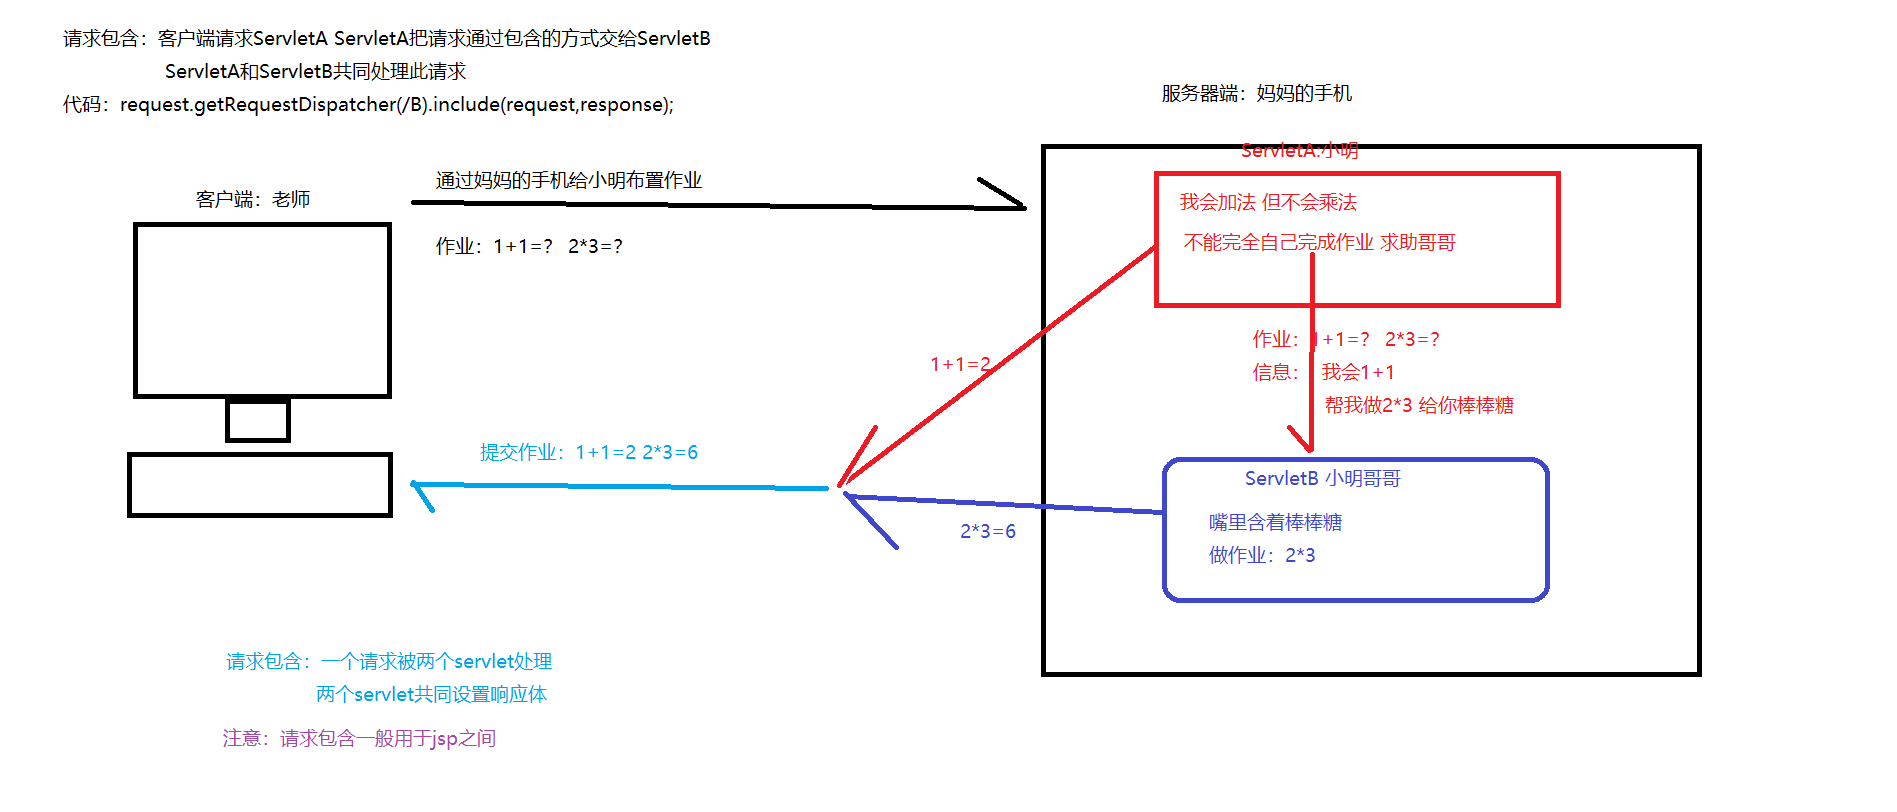 请求包含：客户端请求ServletA ServletA把请求通过包含的方式交给ServletB
ServletA和ServletB共同处理此请求
代码：request.getRequestDispatcher(/B).include(request,response);
服务器端：妈妈的手机
ServletA:小明
通过妈妈的手机给小明布置作业
客户端：老师
我会加法 但不会乘法
作业：1+1=？ 2*3=？
不能完全自己完成作业 求助哥哥
作业：1+1=？ 2*3=？
1+1=2
信息： 我会1+1
帮我做2*3 给你棒棒糖
提交作业：1+1=2 2*3=6
ServletB 小明哥哥
嘴里含着棒棒糖
2*3=6
做作业：2*3
请求包含：一个请求被两个servlet处理
两个servlet共同设置响应体
注意：请求包含一般用于jsp之间